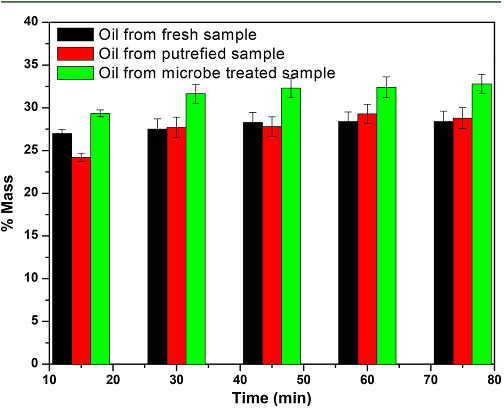 40
35
30
25
20
15
10
5
0
% Mass
Oil from fresh sample
Oil from putrefied sample
Oil from microbe treated sample
10 20 30 40 50 60 70 80
Time (min)